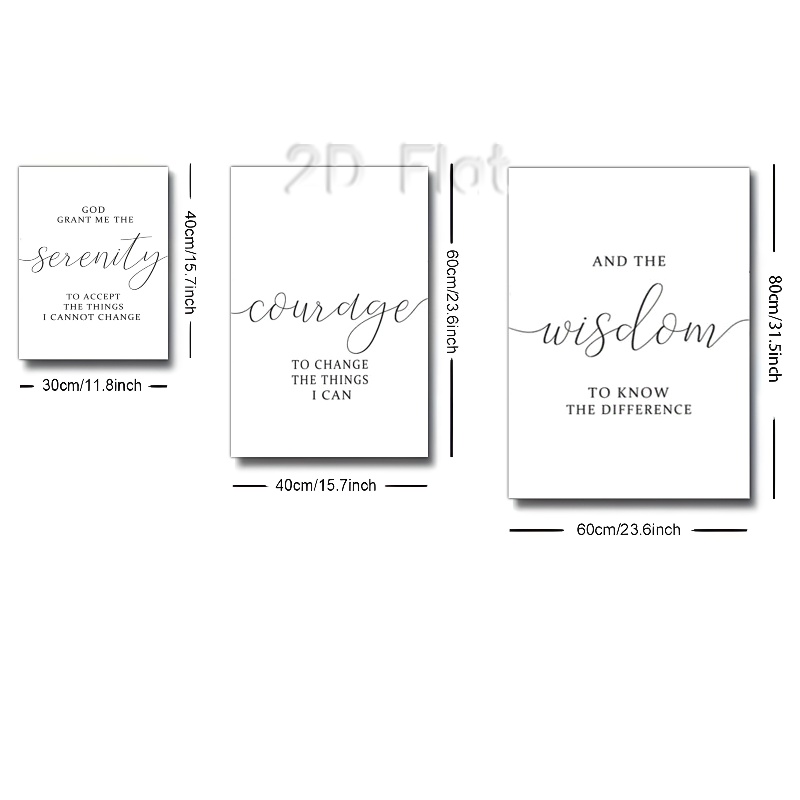 2D Flat
GOD
GRANT ME THE
serenity
TO ACCEPT
THE THINGS
I CANNOT CHANGE
40cm/15.7inch
30cm/11.8inch
courage
TO CHANGE
THE THINGS
I CAN
60cm/23.6inch
40cm/15.7inch
AND THE
wisdom
TO KNOW
THE DIFFERENCE
80cm/31.5inch
60cm/23.6inch